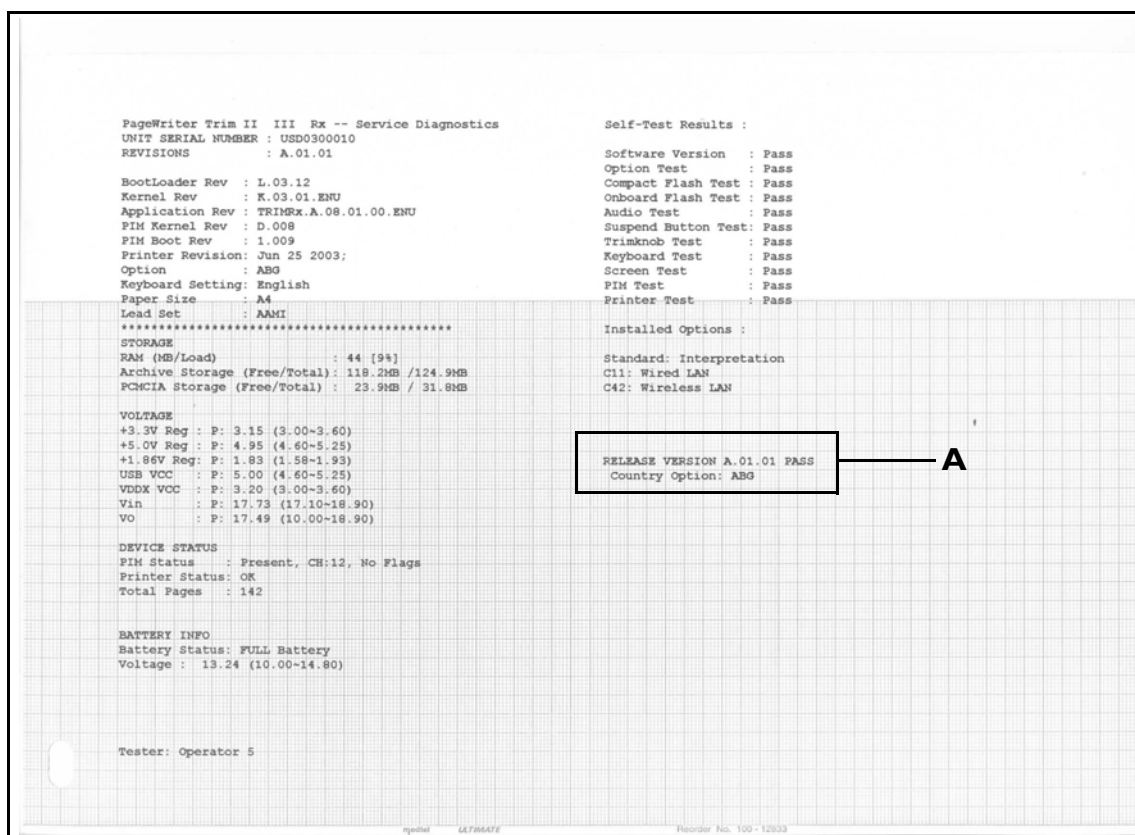 PageWriter Trim II  III  Rx -- Service Diagnostics
UNIT SERIAL NUMBER : USD0300010
REVISIONS : A.01.01
BootLoader Rev : L.03.12
Kernel Rev : K.03.01.ENU
Application Rev : TRIMRx.A.08.01.00.ENU
PIM Kernel Rev : D.008
PIM Boot Rev : 1.009
Printer Revision: Jun 25 2003;
Option : ABG
Keyboard Setting: English
Paper Size : A4
Lead Set : AAMI
********************************************
STORAGE
RAM (MB/Load) : 44 [9%]
Archive Storage (Free/Total): 118.2MB /124.9MB
PCMCIA Storage (Free/Total) : 23.9MB / 31.8MB
VOLTAGE
+3.3V Reg : P: 3.15 (3.00~3.60)
+5.0V Reg : P: 4.95 (4.60~5.25)
+1.86V Reg: P: 1.83 (1.58~1.93)
USB VCC : P: 5.00 (4.60~5.25)
VDDX VCC : P: 3.20 (3.00~3.60)
Vin : P: 17.73 (17.10~18.90)
VO : P: 17.49 (10.00~18.90)
DEVICE STATUS
PIM Status : Present, CH:12, No Flags
Printer Status: OK
Total Pages : 142
BATTERY INFO
Battery Status: FULL Battery
Voltage : 13.24 (10.00~14.80)
Tester: Operator 5
Self-Test Results :
Software Version : Pass
Option Test : Pass
Compact Flash Test : Pass
Onboard Flash Test : Pass
Audio Test : Pass
Suspend Button Test: Pass
Trimknob Test : Pass
Keyboard Test : Pass
Screen Test : Pass
PIM Test : Pass
Printer Test : Pass
Installed Options :
Standard: Interpretation
C11: Wired LAN
C42: Wireless LAN
RELEASE VERSION A.01.01 PASS
Country Option: ABG
A
ULTIMATE
Reorder No. 100-12833